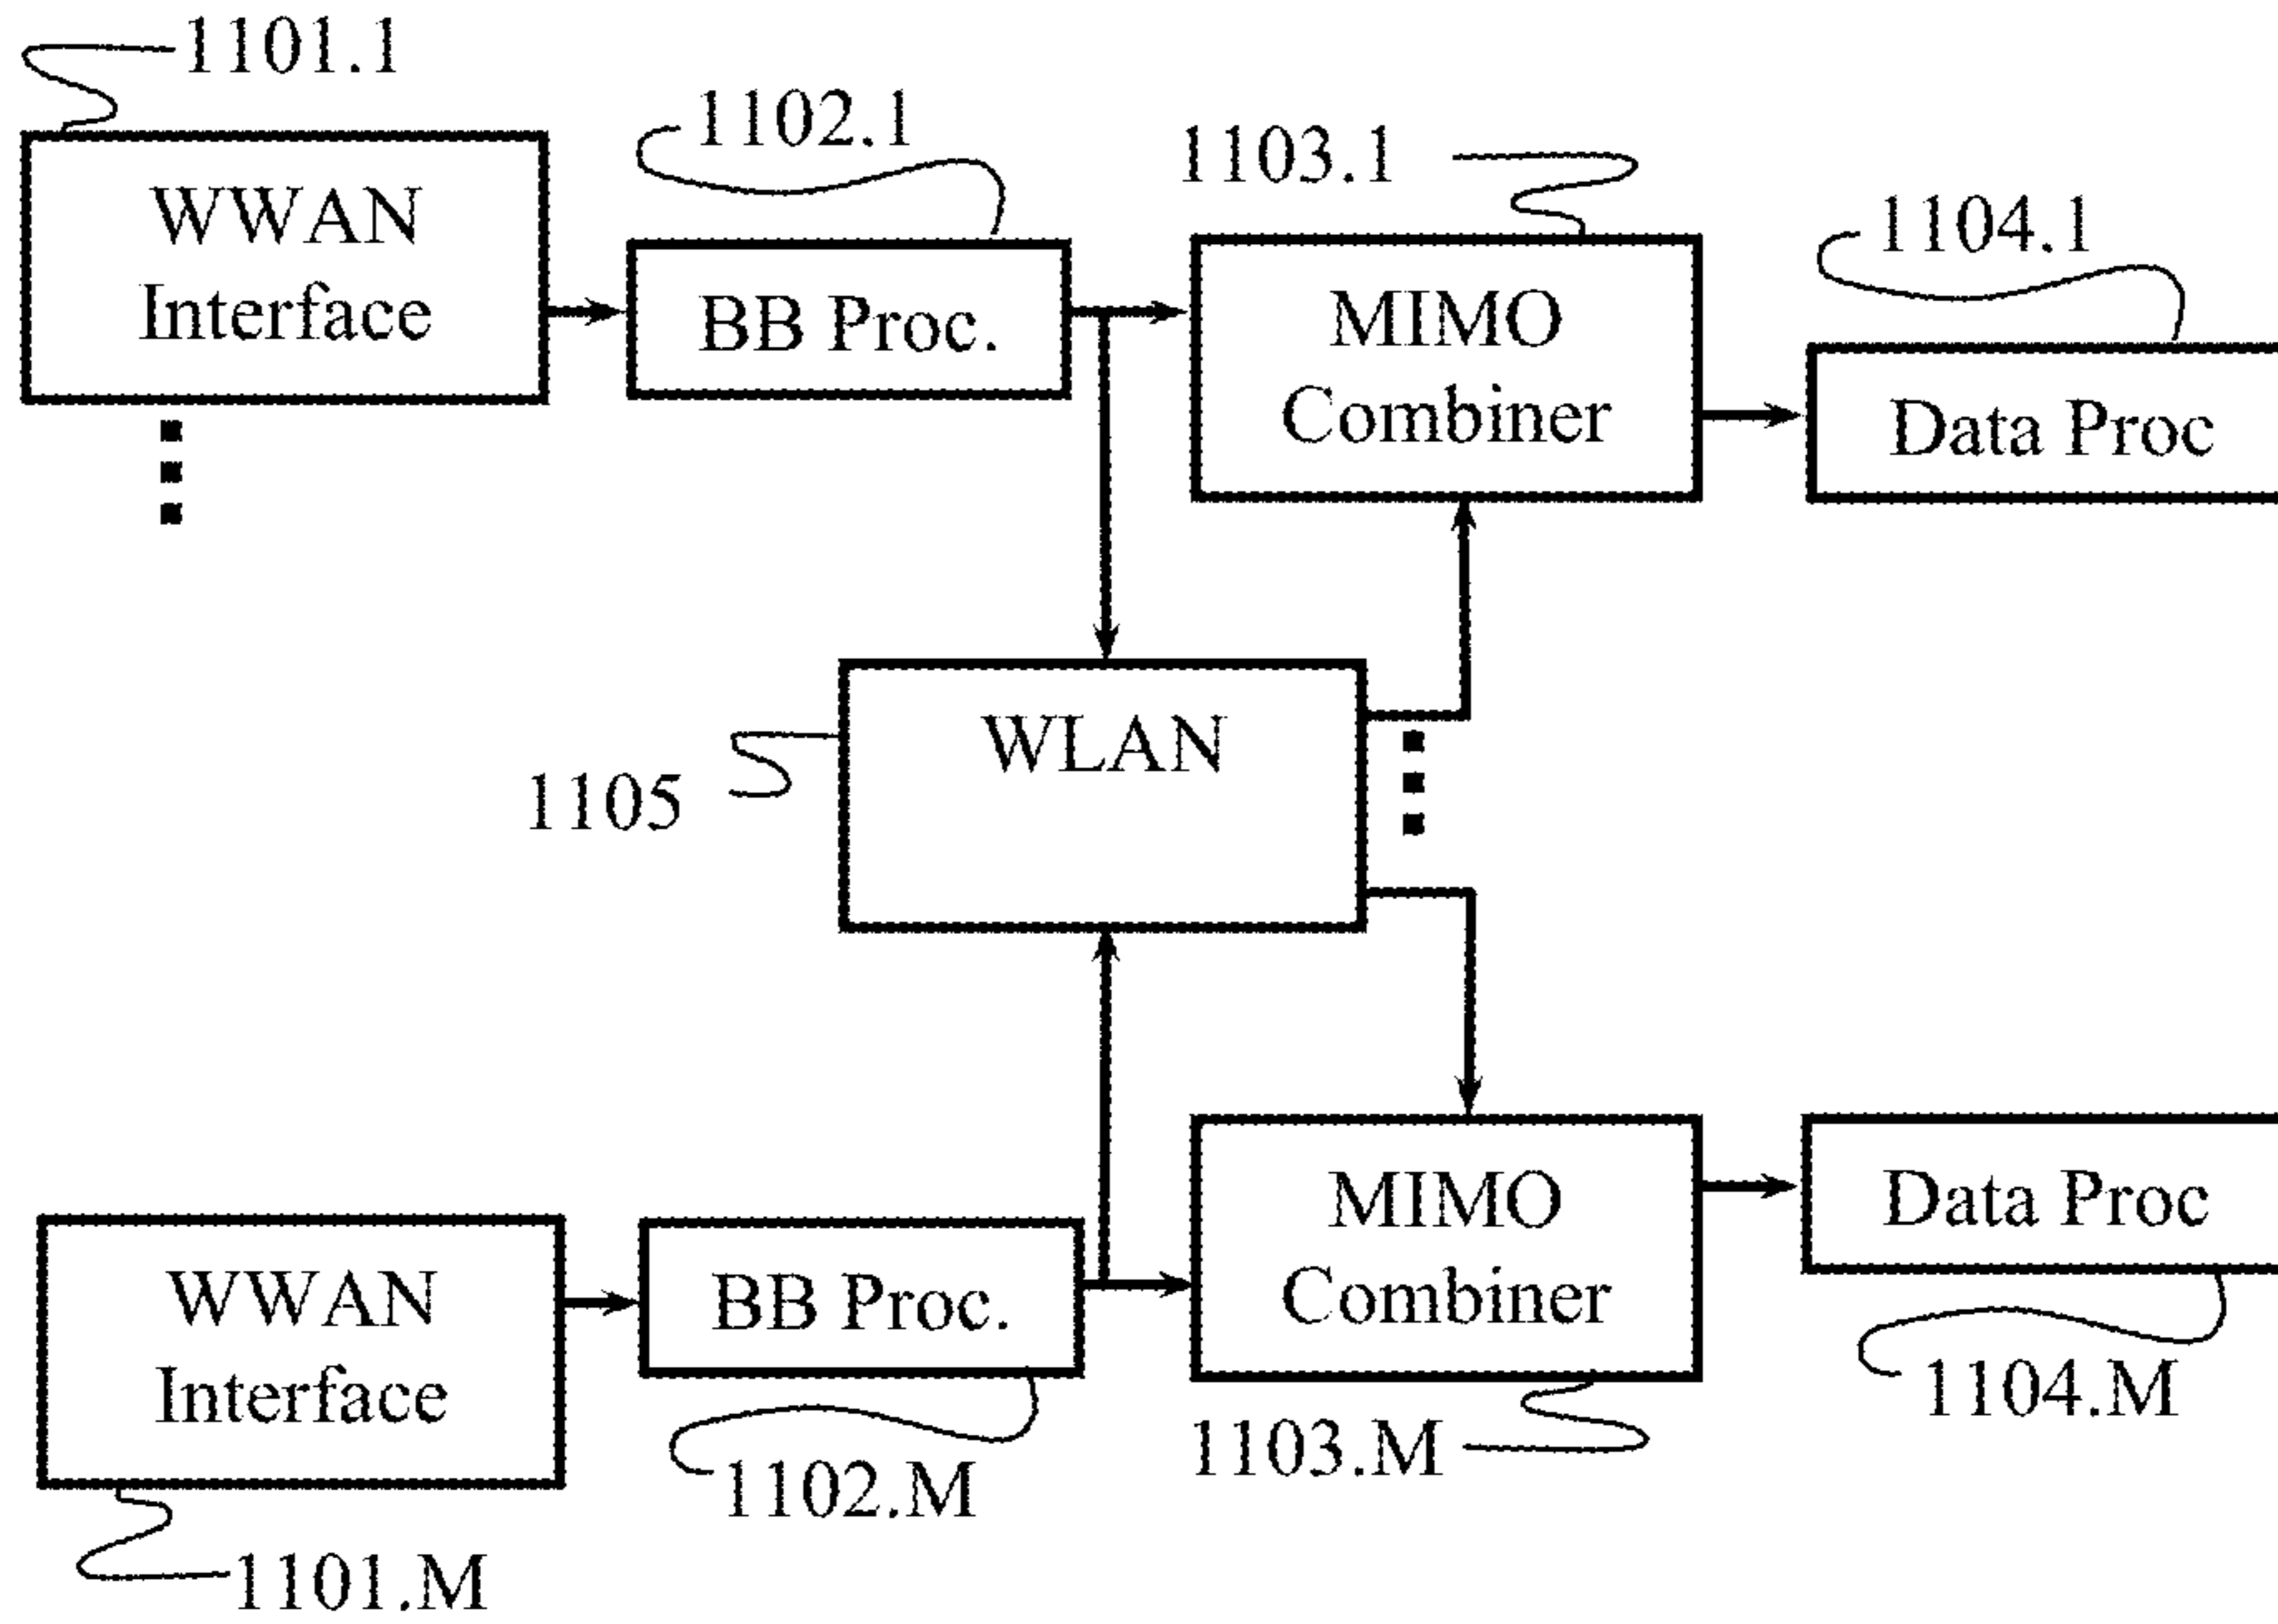 1101.1
1102.1
1103.1
1104.1
WWAN
Interface
BB Proc.
MIMO
Combiner
Data Proc
WLAN
1105
WWAN
Interface
BB Proc.
MIMO
Combiner
Data Proc
1101.M
1102.M
1103.M
1104.M